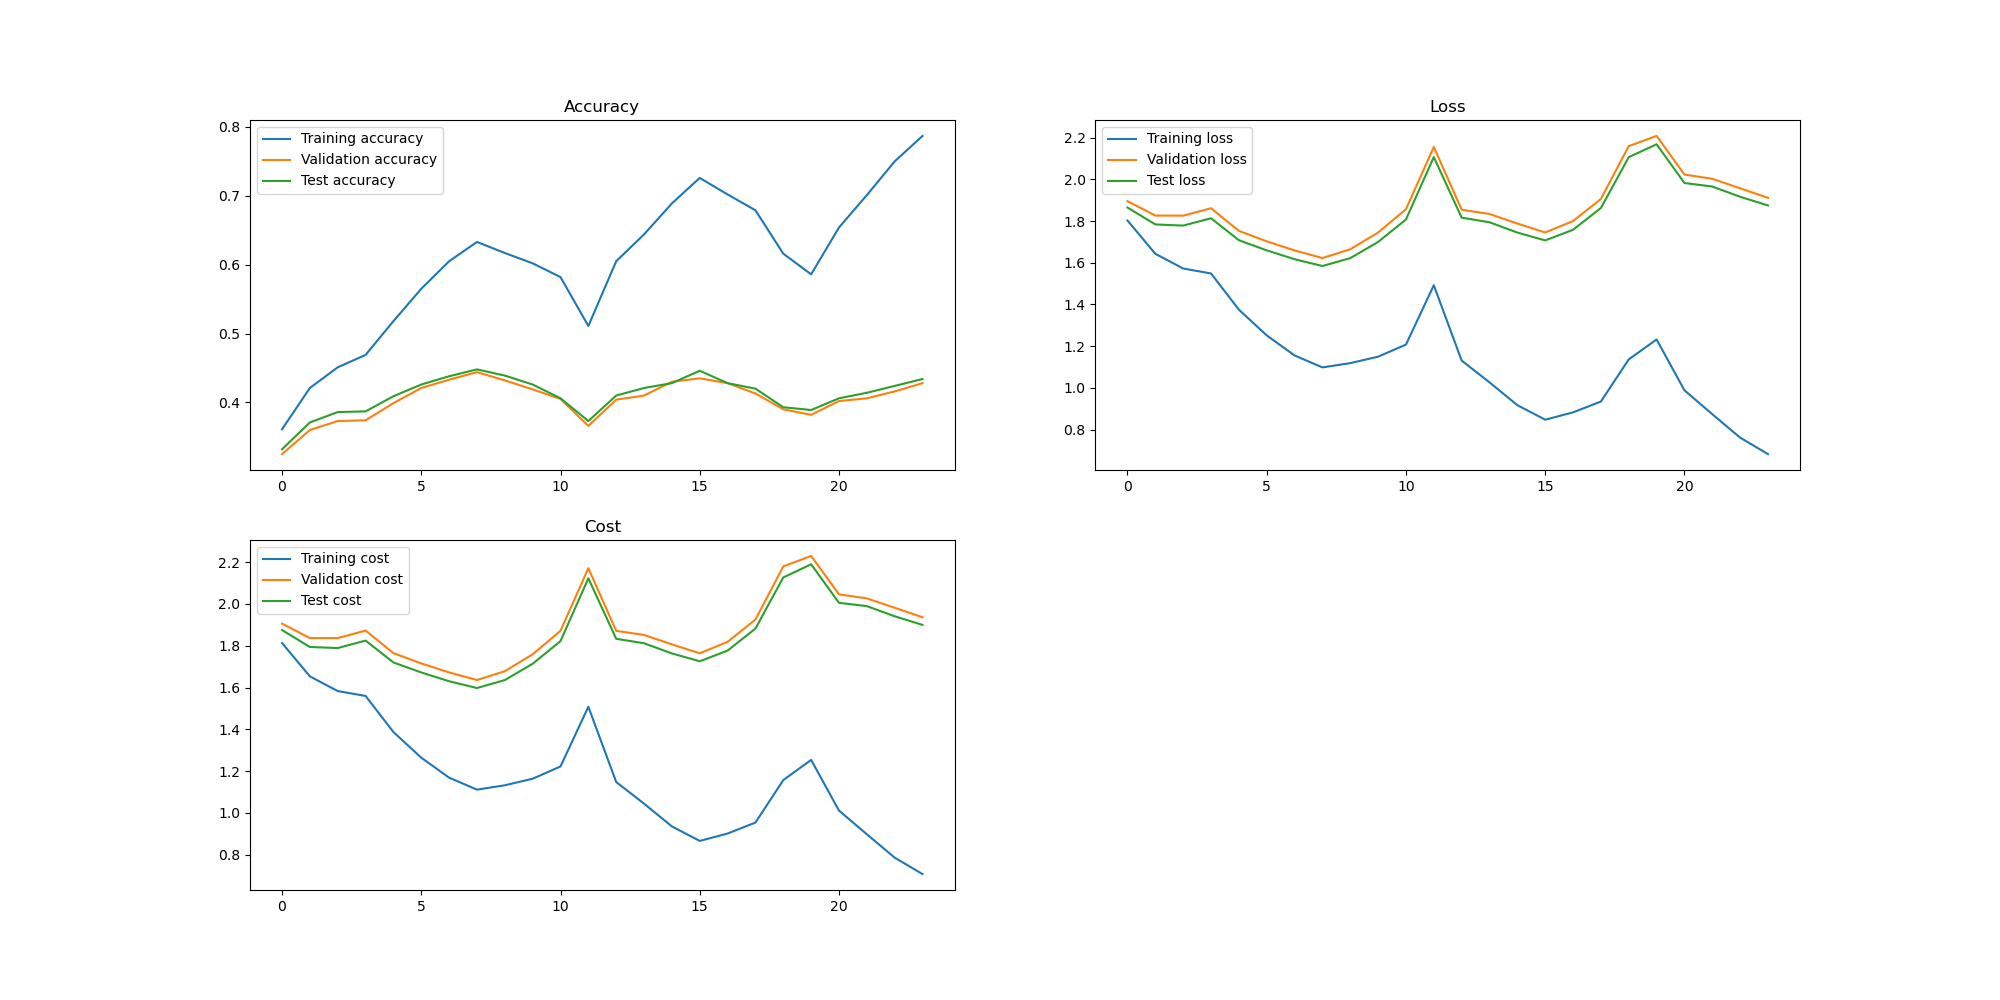 Accuracy
0.8
0.7
0.6
0.5
0.4
Training accuracy
Validation accuracy
Test accuracy
0 5 10 15 20
Loss
2.2
2.0
1.8
1.6
1.4
1.2
1.0
0.8
Training loss
Validation loss
Test loss
0 5 10 15 20
Cost
2.2
2.0
1.8
1.6
1.4
1.2
1.0
0.8
Training cost
Validation cost
Test cost
0 5 10 15 20